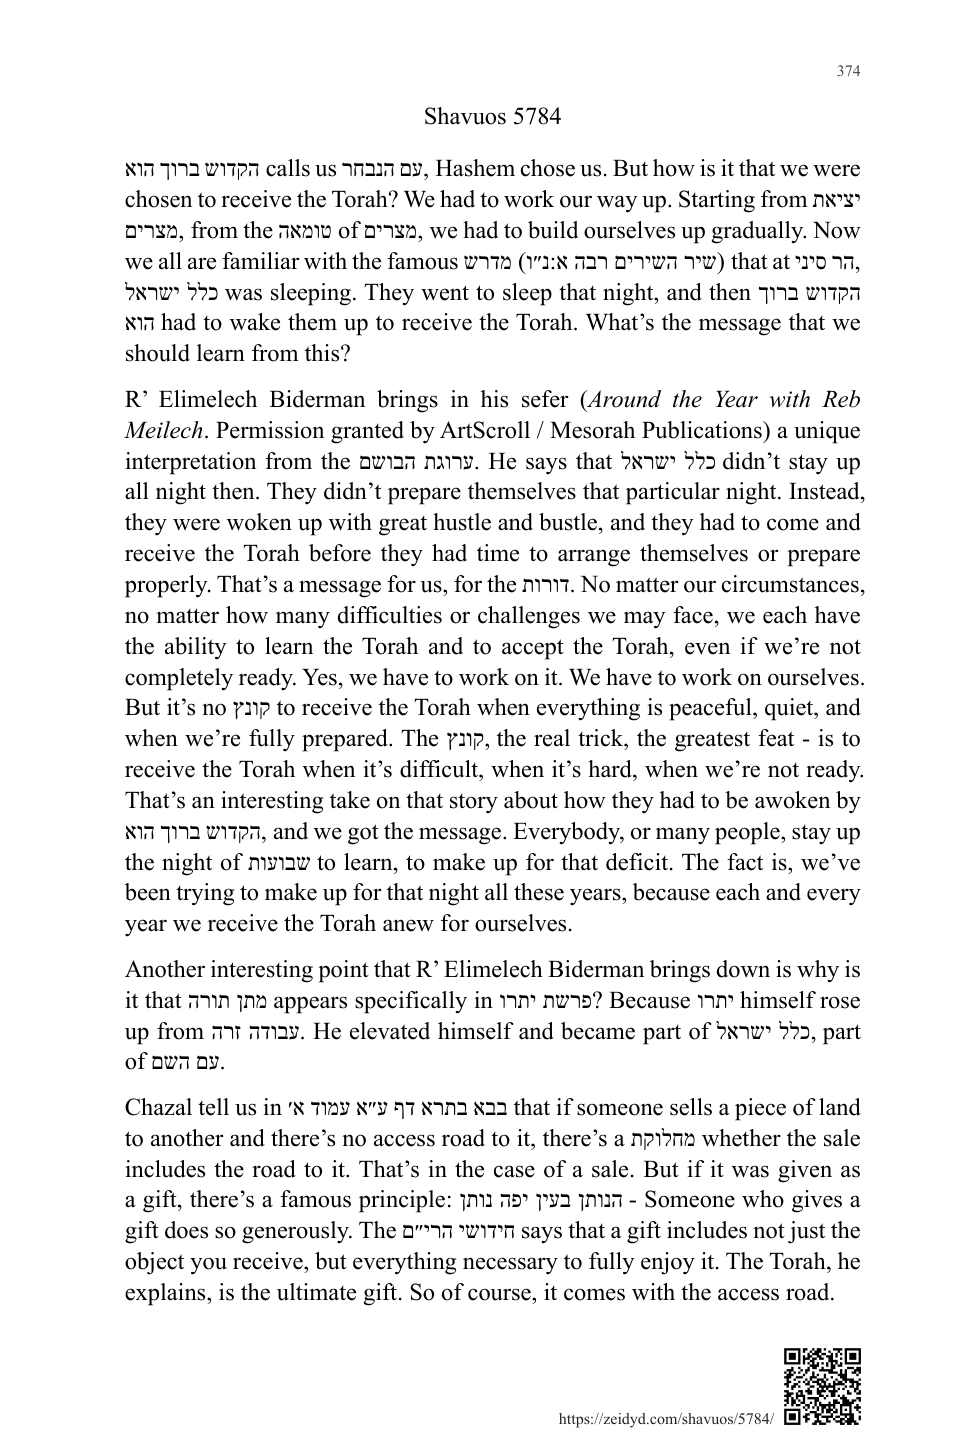 374
Shavuos 5784
הקדוש ברוך הוא calls us עם הנבחר, Hashem chose us. But how is it that we were
chosen to receive the Torah? We had to work our way up. Starting from יציאת
מצרים, from the טומאה of מצרים, we had to build ourselves up gradually. Now
we all are familiar with the famous מדרש (שיר השירים רבה א:נ״ו) that at הר סיני,
כלל ישראל was sleeping. They went to sleep that night, and then הקדוש ברוך
הוא had to wake them up to receive the Torah. What’s the message that we
should learn from this?
R’ Elimelech Biderman brings in his sefer (Around the Year with Reb
Meilech. Permission granted by ArtScroll / Mesorah Publications) a unique
interpretation from the ערוגת הבושם. He says that כלל ישראל didn’t stay up
all night then. They didn’t prepare themselves that particular night. Instead,
they were woken up with great hustle and bustle, and they had to come and
receive the Torah before they had time to arrange themselves or prepare
properly. That’s a message for us, for the דורות. No matter our circumstances,
no matter how many difficulties or challenges we may face, we each have
the ability to learn the Torah and to accept the Torah, even if we’re not
completely ready. Yes, we have to work on it. We have to work on ourselves.
But it’s no קונץ to receive the Torah when everything is peaceful, quiet, and
when we’re fully prepared. The קונץ, the real trick, the greatest feat - is to
receive the Torah when it’s difficult, when it’s hard, when we’re not ready.
That’s an interesting take on that story about how they had to be awoken by
הקדוש ברוך הוא, and we got the message. Everybody, or many people, stay up
the night of שבועות to learn, to make up for that deficit. The fact is, we’ve
been trying to make up for that night all these years, because each and every
year we receive the Torah anew for ourselves.
Another interesting point that R’ Elimelech Biderman brings down is why is
it that מתן תורה appears specifically in פרשת יתרו? Because יתרו himself rose
up from עבודה זרה. He elevated himself and became part of כלל ישראל, part
of עם השם.
Chazal tell us in בבא בתרא דף ע״א עמוד א׳ that if someone sells a piece of land
to another and there’s no access road to it, there’s a מחלוקת whether the sale
includes the road to it. That’s in the case of a sale. But if it was given as
a gift, there’s a famous principle: הנותן בעין יפה נותן - Someone who gives a
gift does so generously. The חידושי הרי״ם says that a gift includes not just the
object you receive, but everything necessary to fully enjoy it. The Torah, he
explains, is the ultimate gift. So of course, it comes with the access road.
https://zeidyd.com/shavuos/5784/